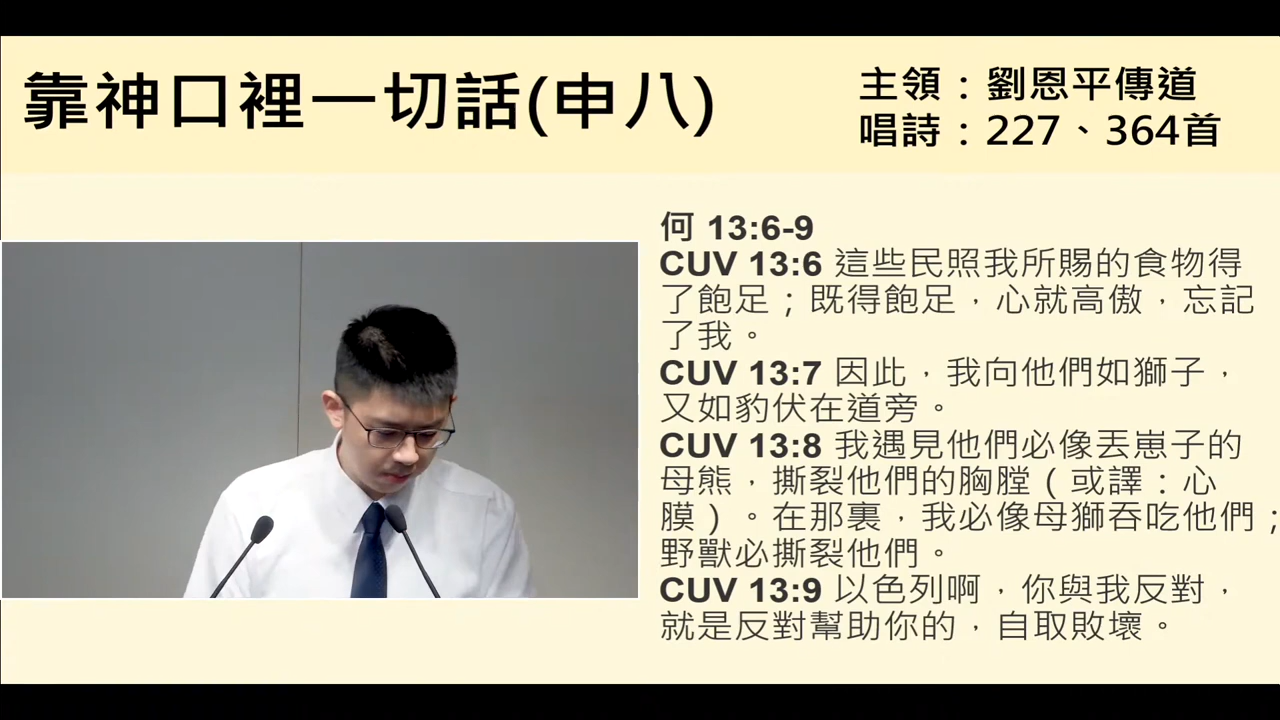 靠神口裡一切話(申八)
主領：劉恩平傳道
唱詩：227、364首
何 13:6-9
CUV 13:6 這些民照我所賜的食物得
了飽足；既得飽足，心就高傲，忘記
了我。
CUV 13:7 因此，我向他們如獅子，
又如豹伏在道旁。
CUV 13:8 我遇見他們必像丟崽子的
母熊，撕裂他們的胸膛（或譯：心
膜）。在那裏，我必像母獅吞吃他們；
野獸必撕裂他們。
CUV 13:9 以色列啊，你與我反對，
就是反對幫助你的，自取敗壞。